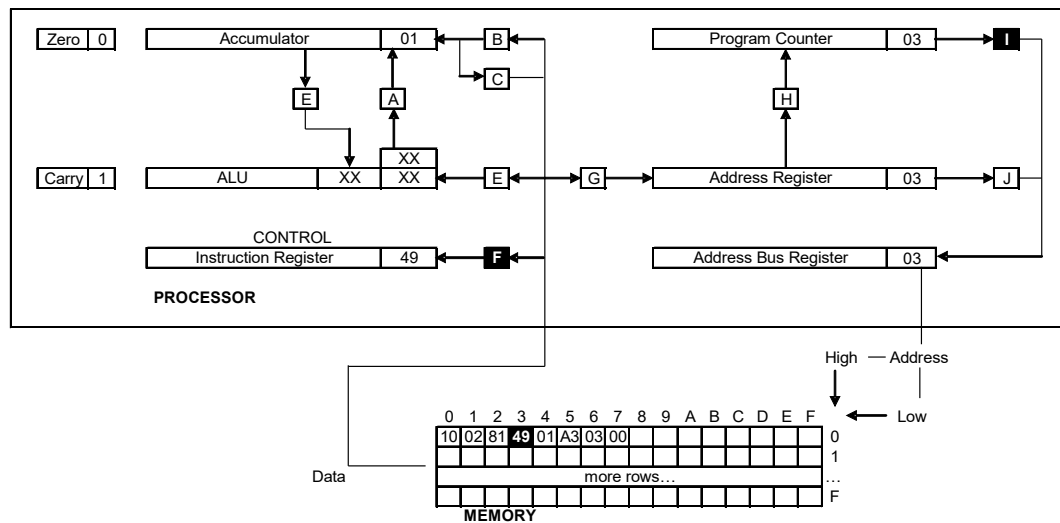 Zero 0 Accumulator 01 B Program Counter 03 I
C
E A H
XX
Carry 1 ALU XX XX E G Address Register 03 J
CONTROL
Instruction Register 49 F Address Bus Register 03
PROCESSOR
High Address
0 1 2 3 4 5 6 7 8 9 A B C D E F Low
10 02 81 49 01 A3 03 00 0
1
Data more rows... ...
F
MEMORY